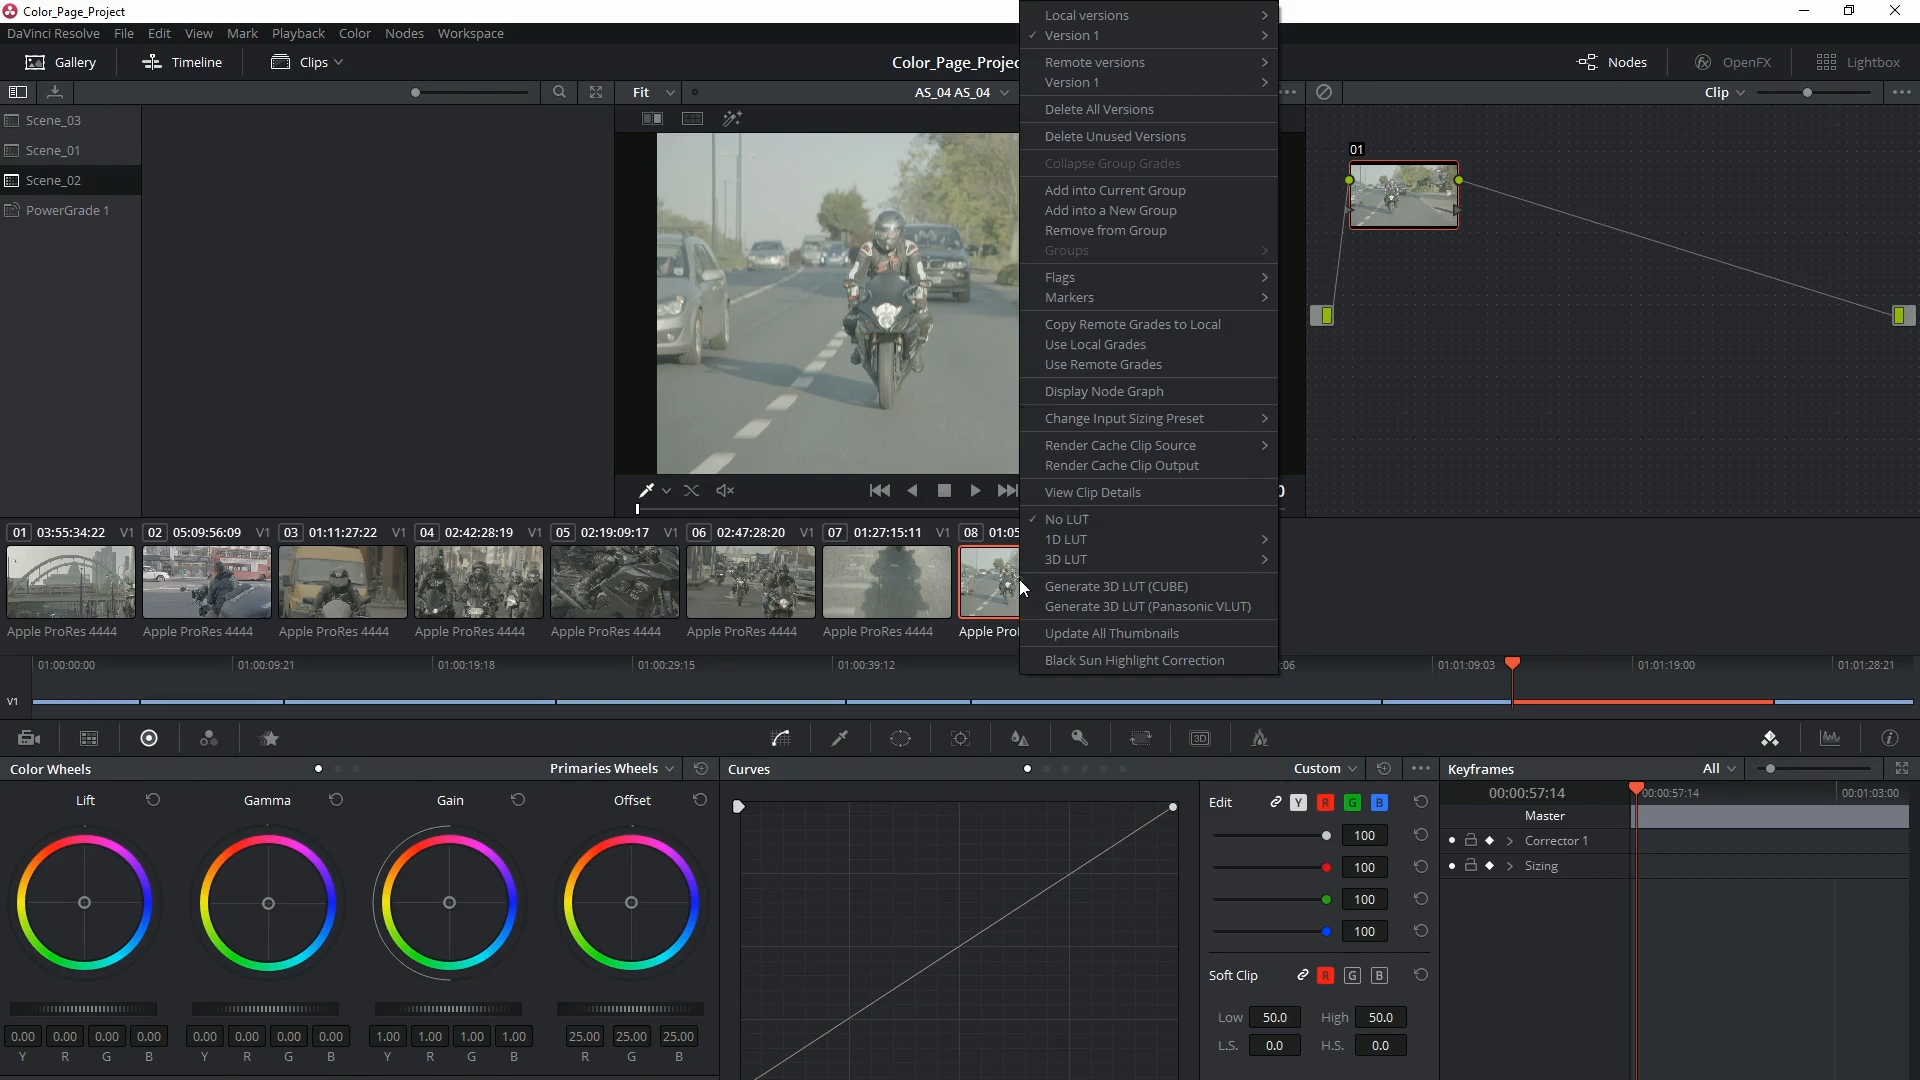 Color_Page_Project
DaVinci Resolve File Edit View Mark Playback Color Nodes Workspace
Gallery Timeline Clips
Color_Page_Projec
Nodes OpenFX Lightbox
Fit AS_04 AS_04
Clip
Scene_03
Scene_01
Scene_02
PowerGrade 1
01
Local versions
Version 1
Remote versions
Version 1
Delete All Versions
Delete Unused Versions
Collapse Group Grades
Add into Current Group
Add into a New Group
Remove from Group
Groups
Flags
Markers
Copy Remote Grades to Local
Use Local Grades
Use Remote Grades
Display Node Graph
Change Input Sizing Preset
Render Cache Clip Source
Render Cache Clip Output
View Clip Details
No LUT
1D LUT
3D LUT
Generate 3D LUT (CUBE)
Generate 3D LUT (Panasonic VLUT)
Update All Thumbnails
Black Sun Highlight Correction
01 03:55:34:22 V1 02 05:09:56:09 V1 03 01:11:27:22 V1 04 02:42:28:19 V1 05 02:19:09:17 V1 06 02:47:28:20 V1 07 01:27:15:11 V1 08 01:05
Apple ProRes 4444 Apple ProRes 4444 Apple ProRes 4444 Apple ProRes 4444 Apple ProRes 4444 Apple ProRes 4444 Apple ProRes 4444 Apple Pro
01:00:00:00 01:00:09:21 01:00:19:18 01:00:29:15 01:00:39:12 :06 01:01:09:03 01:01:19:00 01:01:28:21
V1
3D
Color Wheels Primaries Wheels
Curves Custom
Keyframes All
Lift Gamma Gain Offset
0.00 0.00 0.00 0.00 0.00 0.00 0.00 0.00 1.00 1.00 1.00 1.00 25.00 25.00 25.00
Y R G B Y R G B Y R G B R G B
Edit Y R G B
100
100
100
100
Soft Clip R G B
Low 50.0 High 50.0
L.S. 0.0 H.S. 0.0
00:00:57:14 00:00:57:14 00:01:03:00
Master
Corrector 1
Sizing